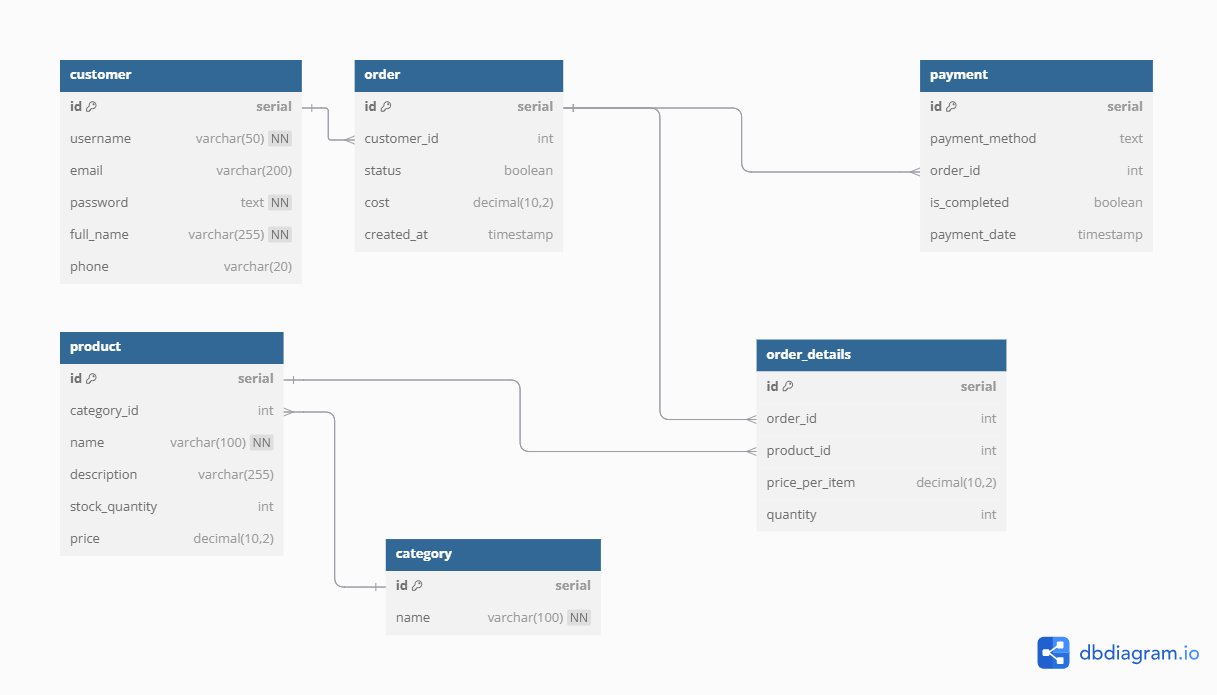 customer
id serial
username varchar(50) NN
email varchar(200)
password text NN
full_name varchar(255) NN
phone varchar(20)
order
id serial
customer_id int
status boolean
cost decimal(10,2)
created_at timestamp
payment
id serial
payment_method text
order_id int
is_completed boolean
payment_date timestamp
product
id serial
category_id int
name varchar(100) NN
description varchar(255)
stock_quantity int
price decimal(10,2)
order_details
id serial
order_id int
product_id int
price_per_item decimal(10,2)
quantity int
category
id serial
name varchar(100) NN
dbdiagram.io